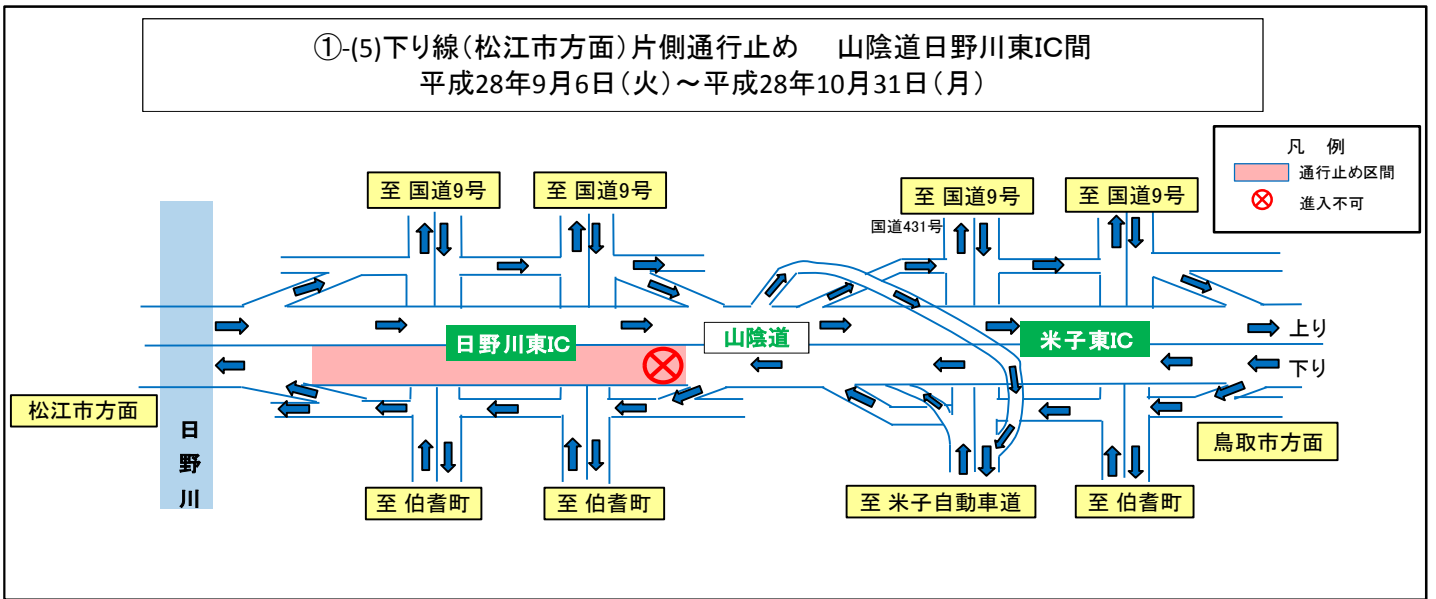 ①-(5)下り線(松江市方面)片側通行止め 山陰道日野川東IC間
平成28年9月6日(火)~平成28年10月31日(月)
凡 例
通行止め区間
進入不可
至 国道9号
至 国道9号
至 国道9号
至 国道9号
国道431号
日野川東IC
山陰道
米子東IC
上り
下り
松江市方面
日野川
鳥取市方面
至 伯耆町
至 伯耆町
至 米子自動車道
至 伯耆町